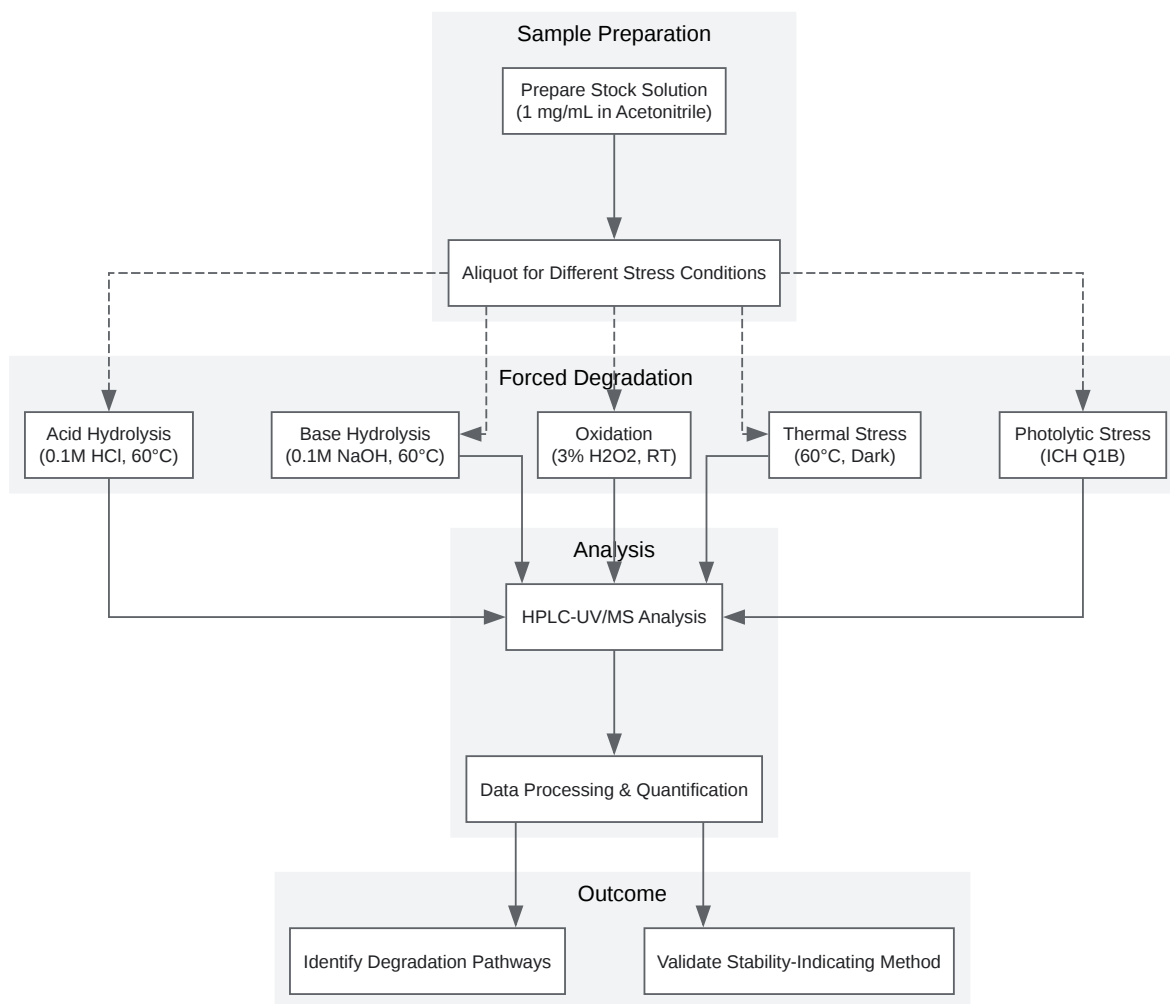 Sample Preparation
Prepare Stock Solution
(1 mg/mL in Acetonitrile)
Aliquot for Different Stress Conditions
Forced Degradation
Acid Hydrolysis
(0.1M HCl, 60°C)
Base Hydrolysis
(0.1M NaOH, 60°C)
Oxidation
(3% H2O2, RT)
Thermal Stress
(60°C, Dark)
Photolytic Stress
(ICH Q1B)
Analysis
HPLC-UV/MS Analysis
Data Processing & Quantification
Outcome
Identify Degradation Pathways
Validate Stability-Indicating Method